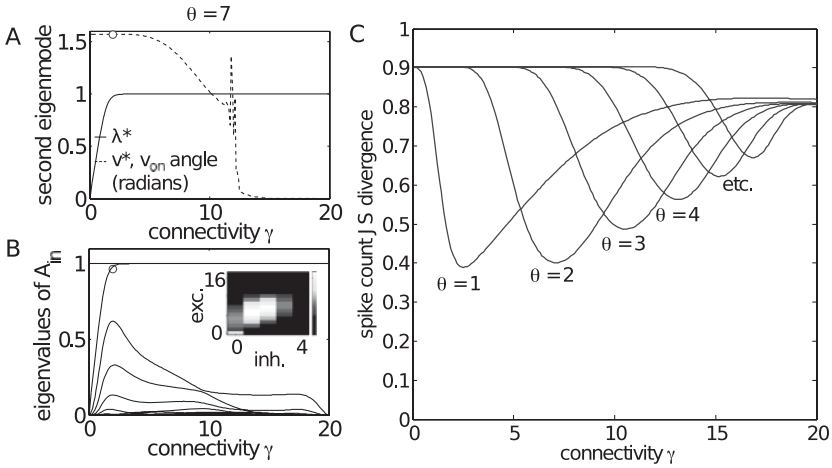 θ = 7
A
second eigenmode
1.5
1
0.5
0
λ*
v*, v_on angle
(radians)
0 10 20
connectivity γ
B
eigenvalues of A_in
1
0.5
0
exc.
16
0
0 4
inh.
0 10 20
connectivity γ
C
spike count J S divergence
1
0.9
0.8
0.7
0.6
0.5
0.4
0.3
0.2
0.1
0
θ = 1
θ = 2
θ = 3
θ = 4
etc.
0 5 10 15 20
connectivity γ